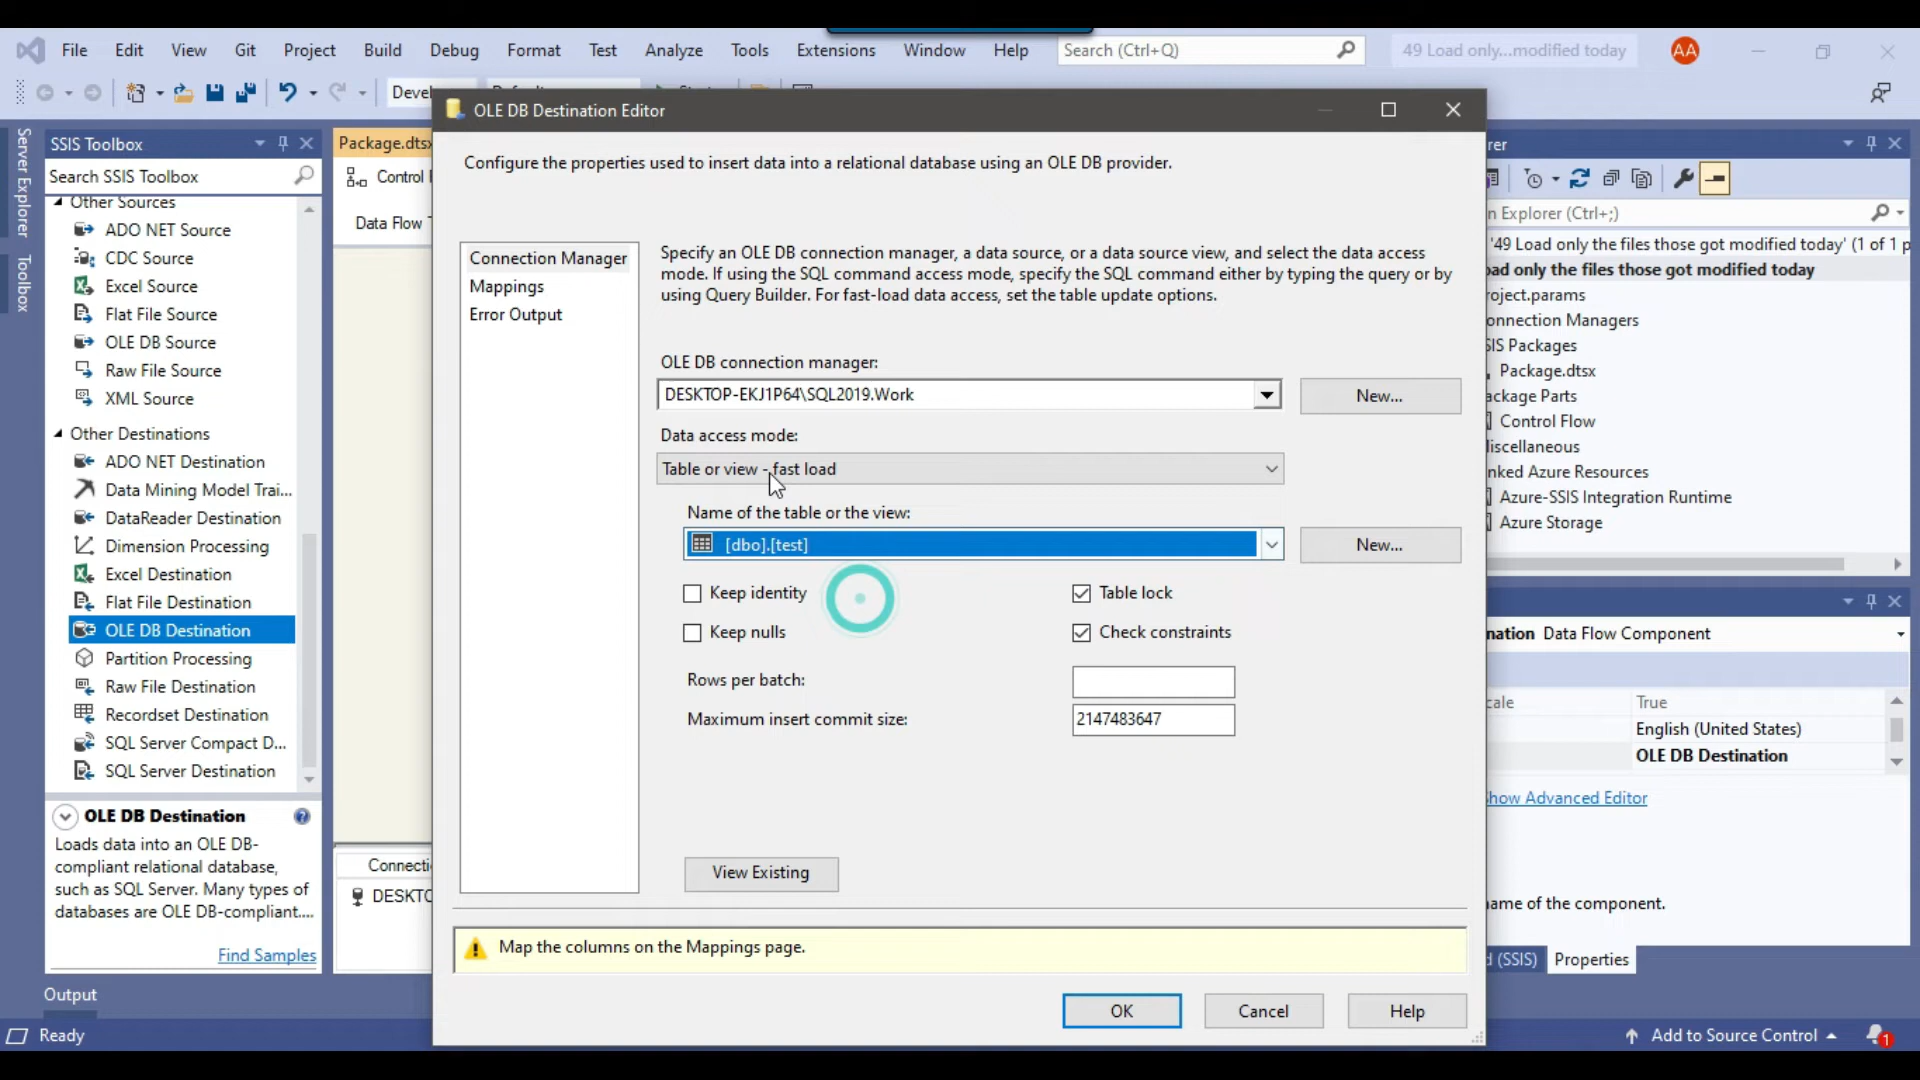 File Edit View Git Project Build Debug Format Test Analyze Tools Extensions Window Help Search (Ctrl+Q) 49 Load only...modified today AA
Devel
OLE DB Destination Editor
SSIS Toolbox
Search SSIS Toolbox
Other Sources
ADO NET Source
CDC Source
Excel Source
Flat File Source
OLE DB Source
Raw File Source
XML Source
Other Destinations
ADO NET Destination
Data Mining Model Trai...
DataReader Destination
Dimension Processing
Excel Destination
Flat File Destination
OLE DB Destination
Partition Processing
Raw File Destination
Recordset Destination
SQL Server Compact D...
SQL Server Destination
OLE DB Destination
Loads data into an OLE DB-
compliant relational database,
such as SQL Server. Many types of
databases are OLE DB-compliant....
Find Samples
Server Explorer
Toolbox
Package.dts
Control
Data Flow
Connecti
DESKTO
Configure the properties used to insert data into a relational database using an OLE DB provider.
Connection Manager
Mappings
Error Output
Specify an OLE DB connection manager, a data source, or a data source view, and select the data access
mode. If using the SQL command access mode, specify the SQL command either by typing the query or by
using Query Builder. For fast-load data access, set the table update options.
OLE DB connection manager:
DESKTOP-EKJ1P64\SQL2019.Work
New...
Data access mode:
Table or view - fast load
Name of the table or the view:
[dbo].[test]
New...
Keep identity
Table lock
Keep nulls
Check constraints
Rows per batch:
Maximum insert commit size:
2147483647
View Existing
Map the columns on the Mappings page.
OK
Cancel
Help
rer
n Explorer (Ctrl+;)
'49 Load only the files those got modified today' (1 of 1 p
oad only the files those got modified today
roject.params
onnection Managers
SIS Packages
Package.dtsx
ackage Parts
Control Flow
iscellaneous
nked Azure Resources
Azure-SSIS Integration Runtime
Azure Storage
nation Data Flow Component
cale
True
English (United States)
OLE DB Destination
Show Advanced Editor
ame of the component.
d (SSIS)
Properties
Output
Ready
Add to Source Control
1